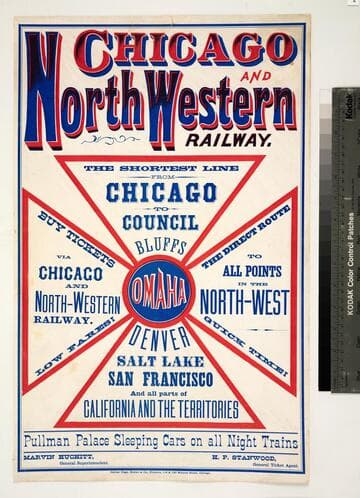 CHICAGO
AND
North Western
RAILWAY.
THE SHORTEST LINE
FROM
CHICAGO
TO
COUNCIL
BLUFFS
BUY TICKETS
VIA
CHICAGO
AND
NORTH-WESTERN
RAILWAY.
LOW FARES!
OMAHA
THE DIRECT ROUTE
TO
ALL POINTS
IN THE
NORTH-WEST
QUICK TIME!
DENVER
SALT LAKE
SAN FRANCISCO
And all parts of
CALIFORNIA AND THE TERRITORIES
Pullman Palace Sleeping Cars on all Night Trains
MARVIN HUGHITT,
General Superintendent.
H. P. STANWOOD,
General Ticket Agent.
KODAK Color Control Patches
Kodak